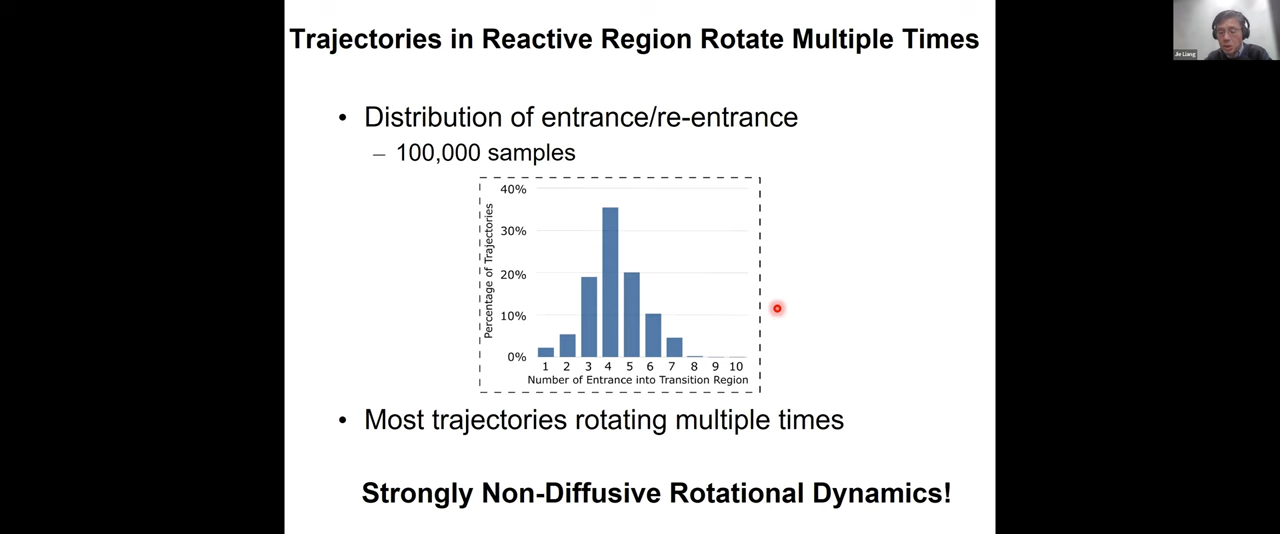 Trajectories in Reactive Region Rotate Multiple Times
Jie Liang
• Distribution of entrance/re-entrance
– 100,000 samples
40%
30%
20%
10%
0%
Percentage of Trajectories
1 2 3 4 5 6 7 8 9 10
Number of Entrance into Transition Region
• Most trajectories rotating multiple times
Strongly Non-Diffusive Rotational Dynamics!